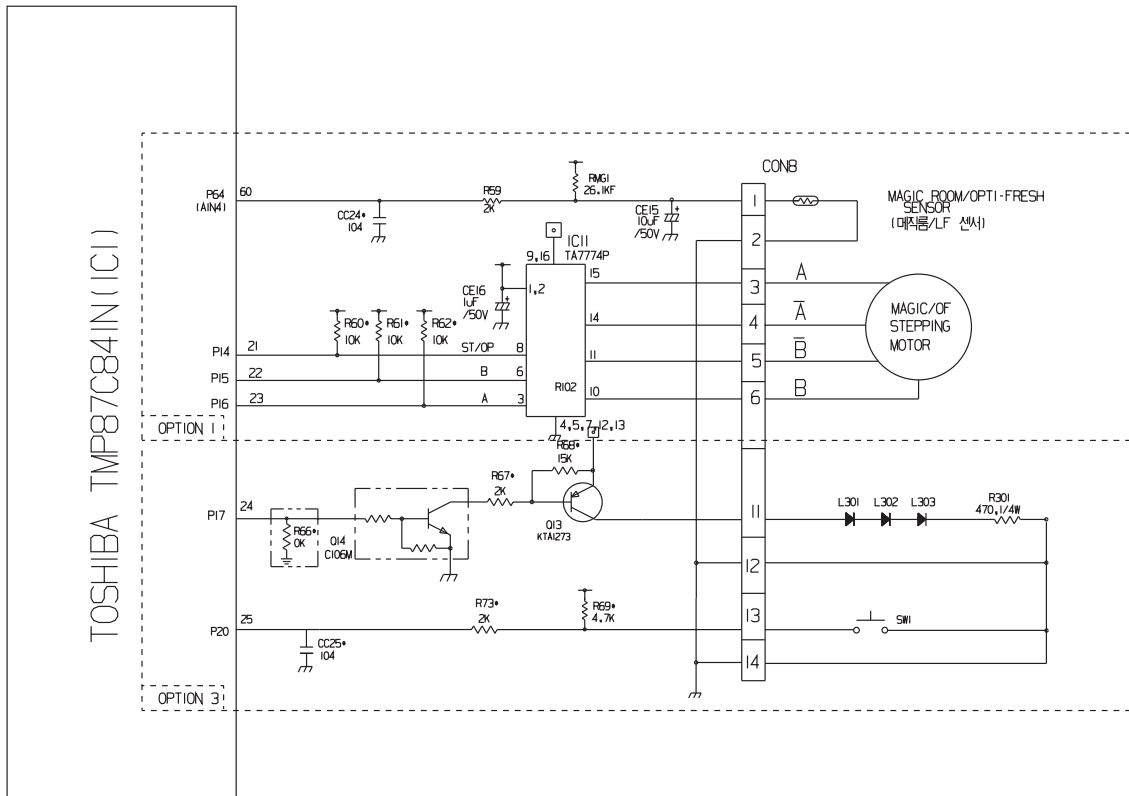 TOSHIBA TMP87C841N(IC1)
P64
(AIN4)
60
CC24*
104
R59
2K
RMG1
26.1KF
CE15
10uF
/50V
CON8
1
2
3
4
5
6
11
12
13
14
MAGIC ROOM/OPTI-FRESH
SENSOR
(매직룸/LF 센서)
9,16
IC11
TA7774P
1,2
CE16
1uF
/50V
15
14
11
10
8
6
3
R102
4,5,7,12,13
A
A
B
B
MAGIC/OF
STEPPING
MOTOR
R60*
10K
R61*
10K
R62*
10K
P14
21
ST/OP
P15
22
B
P16
23
A
OPTION 1
R68*
15K
R67*
2K
P17
24
R66*
0K
Q14
C106M
Q13
KTA1273
L301
L302
L303
R301
470,1/4W
P20
25
CC25*
104
R73*
2K
R69*
4.7K
SW1
OPTION 3